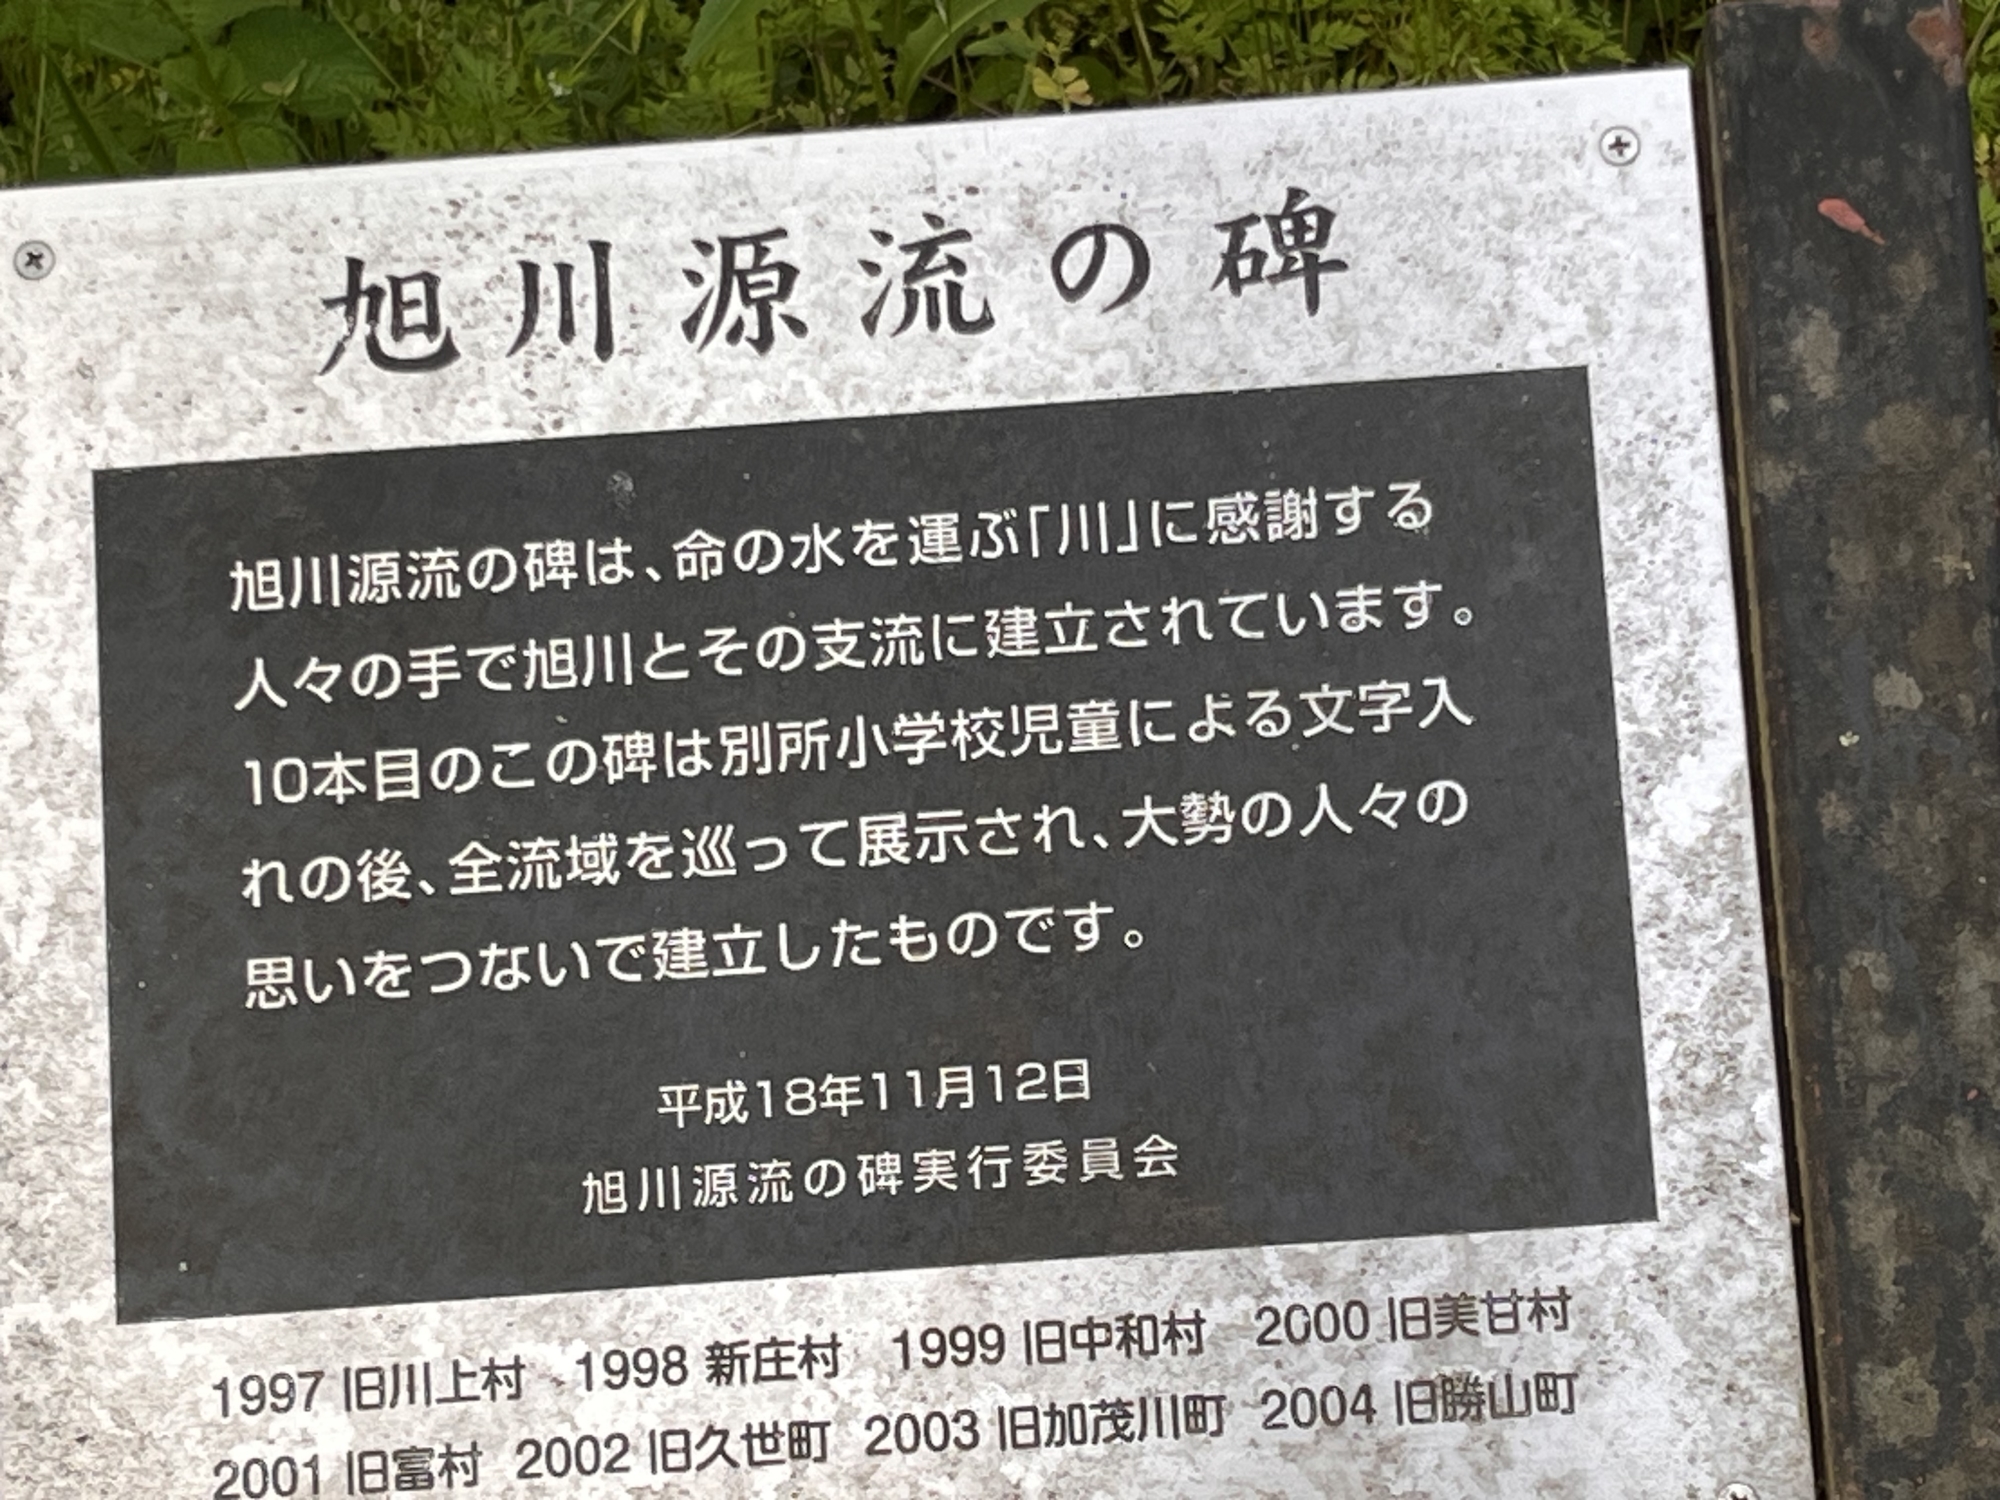 旭川源流の碑
旭川源流の碑は、命の水を運ぶ「川」に感謝する
人々の手で旭川とその支流に建立されています。
10本目のこの碑は別所小学校児童による文字入
れの後、全流域を巡って展示され、大勢の人々の
思いをつないで建立したものです。
平成18年11月12日
旭川源流の碑実行委員会
1997 旧川上村　1998 新庄村　1999 旧中和村　2000 旧美甘村
2001 旧富村　2002 旧久世町　2003 旧加茂川町　2004 旧勝山町